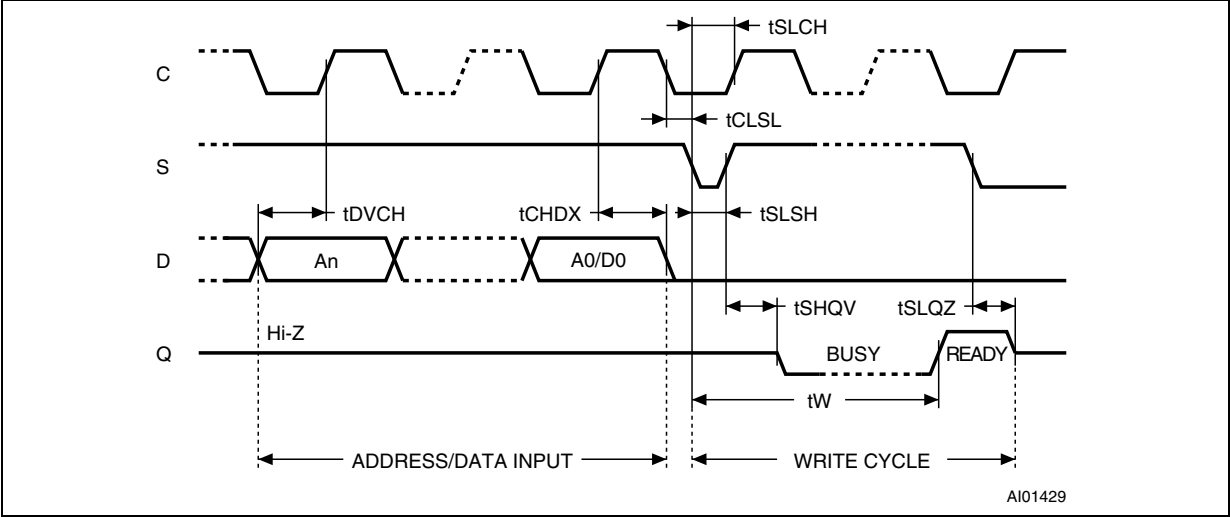 tSLCH
C
tCLSL
S
tDVCH
tCHDX
tSLSH
D
An
A0/D0
tSHQV
tSLQZ
Hi-Z
Q
BUSY
READY
tW
ADDRESS/DATA INPUT
WRITE CYCLE
AI01429